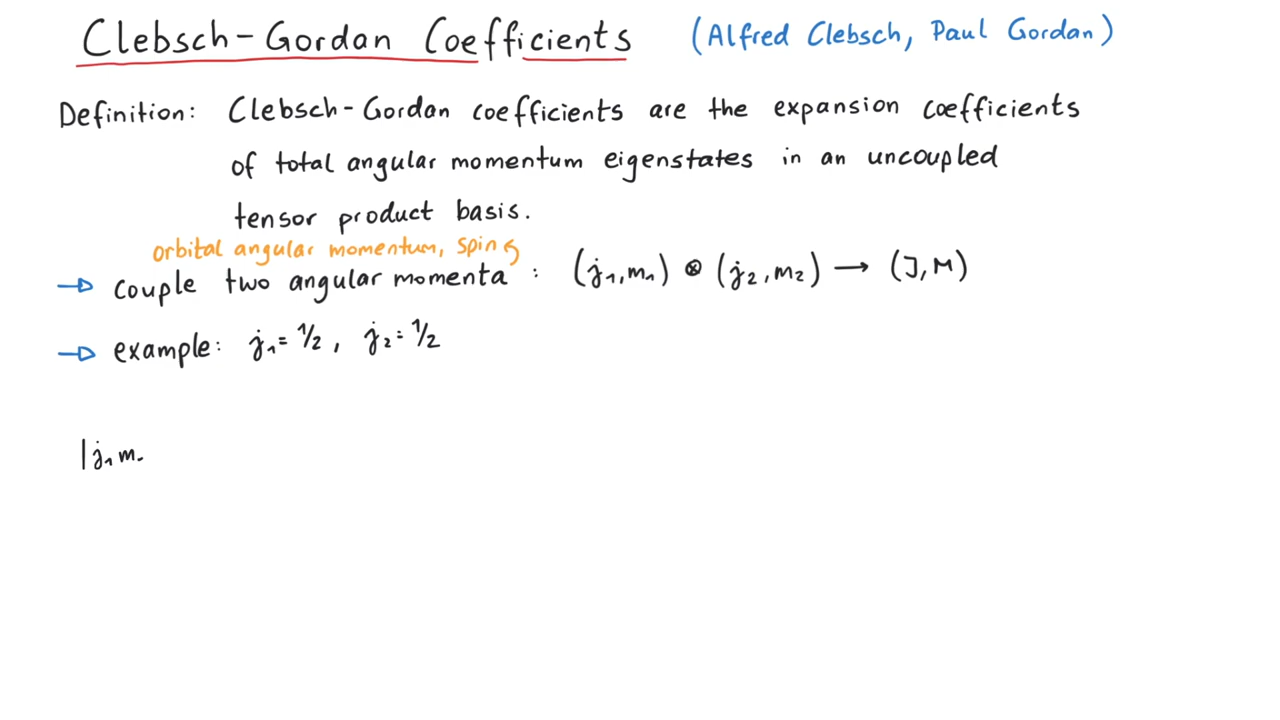 Clebsch-Gordan Coefficients (Alfred Clebsch, Paul Gordan)
Definition: Clebsch-Gordan coefficients are the expansion coefficients
of total angular momentum eigenstates in an uncoupled
tensor product basis.
orbital angular momentum, spin
→ couple two angular momenta : (j₁,m₁) ⊗ (j₂,m₂) → (J,M)
→ example: j₁=1/2, j₂=1/2
|j₁m